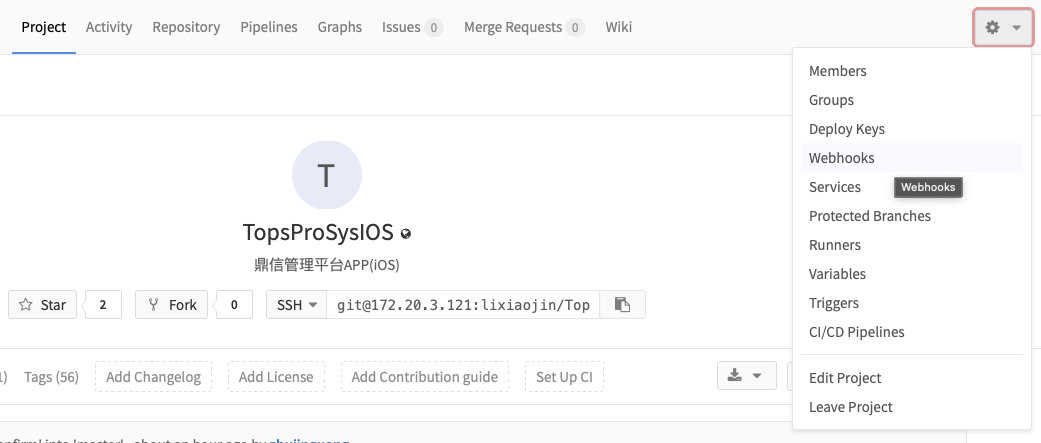 Project Activity Repository Pipelines Graphs Issues 0 Merge Requests 0 Wiki
Members
Groups
Deploy Keys
Webhooks
Services
Webhooks
Protected Branches
Runners
Variables
Triggers
CI/CD Pipelines
Edit Project
Leave Project
T
TopsProSysIOS
鼎信管理平台APP(iOS)
Star 2 Fork 0 SSH git@172.20.3.121:lixiaojin/Top
Tags (56) Add Changelog Add License Add Contribution guide Set Up CI